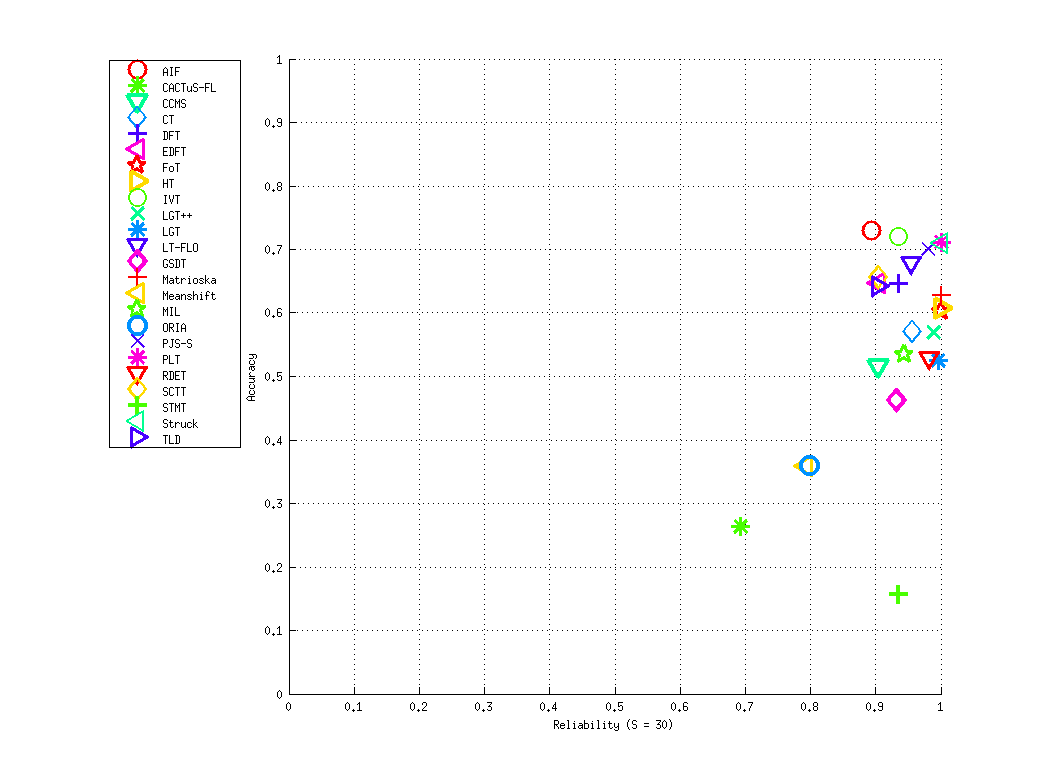 AIF
CACTuS-FL
CCMS
CT
DFT
EDFT
FoT
HT
IVT
LGT++
LGT
LT-FLO
GSDT
Matrioska
Meanshift
MIL
ORIA
PJS-S
PLT
RDET
SCTT
STMT
Struck
TLD
1
0.9
0.8
0.7
0.6
0.5
0.4
0.3
0.2
0.1
0
Accuracy
0 0.1 0.2 0.3 0.4 0.5 0.6 0.7 0.8 0.9 1
Reliability (S = 30)